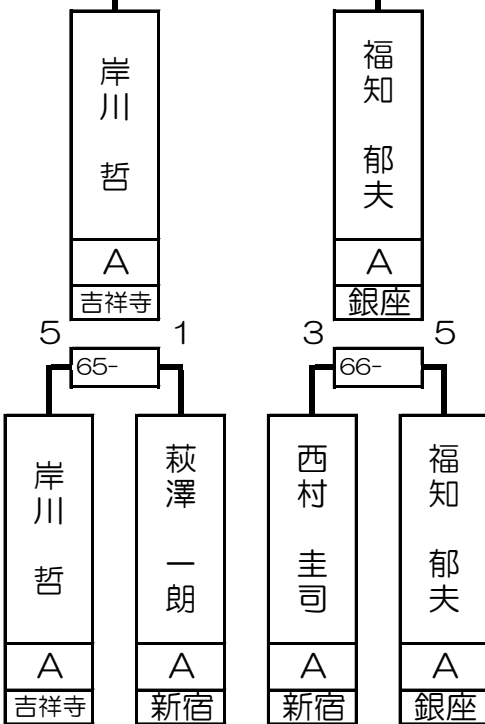 岸川 哲
福知 郁夫
A
A
吉祥寺
銀座
5 1 3 5
65- 66-
岸川 哲
萩澤 一朗
西村 圭司
福知 郁夫
A
A
A
A
吉祥寺
新宿
新宿
銀座